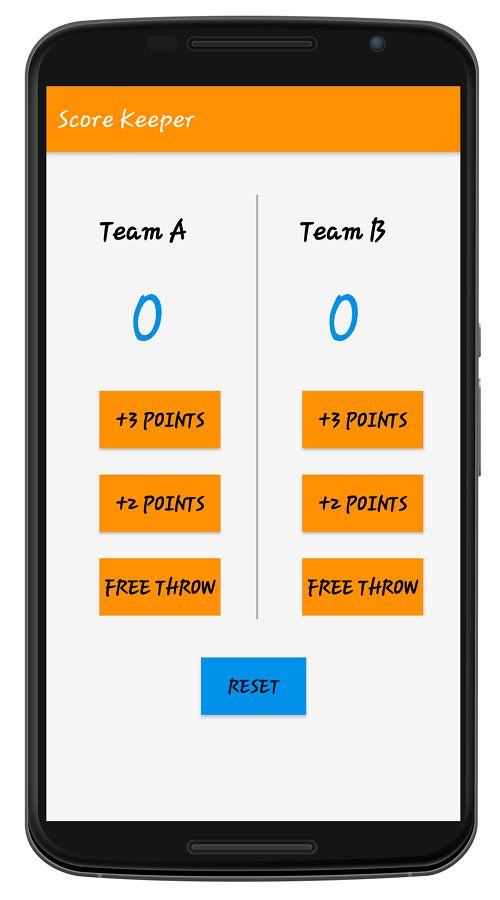 Score Keeper
Team A
0
+3 POINTS
+2 POINTS
FREE THROW
Team B
0
+3 POINTS
+2 POINTS
FREE THROW
RESET